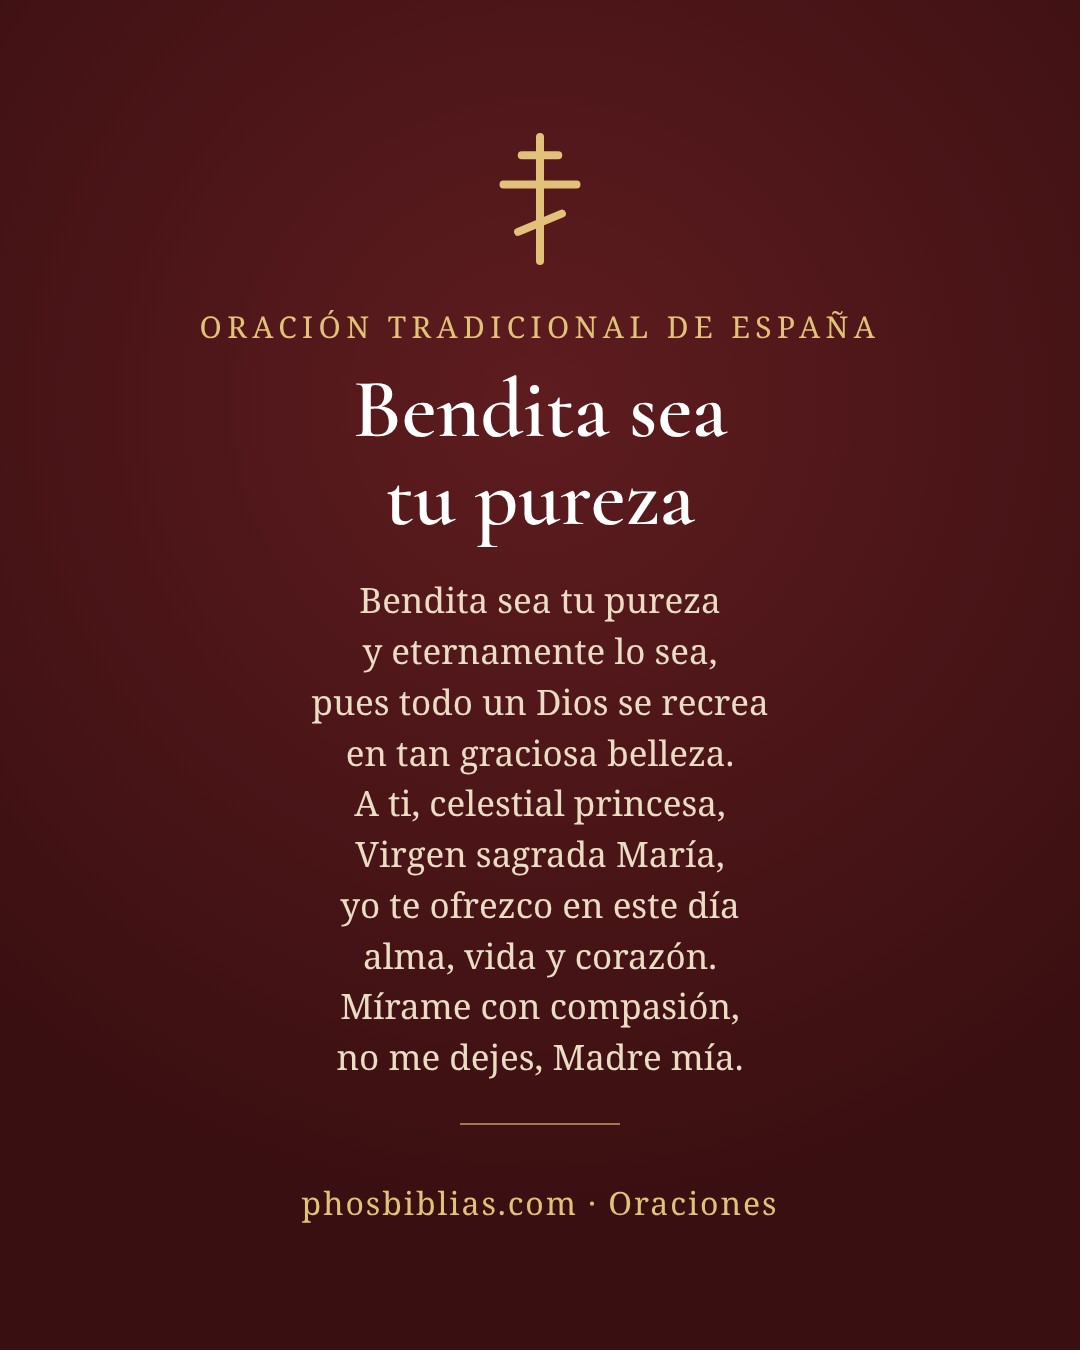 ORACIÓN TRADICIONAL DE ESPAÑA
Bendita sea
tu pureza
Bendita sea tu pureza
y eternamente lo sea,
pues todo un Dios se recrea
en tan graciosa belleza.
A ti, celestial princesa,
Virgen sagrada María,
yo te ofrezco en este día
alma, vida y corazón.
Mírame con compasión,
no me dejes, Madre mía.
phosbiblias.com · Oraciones